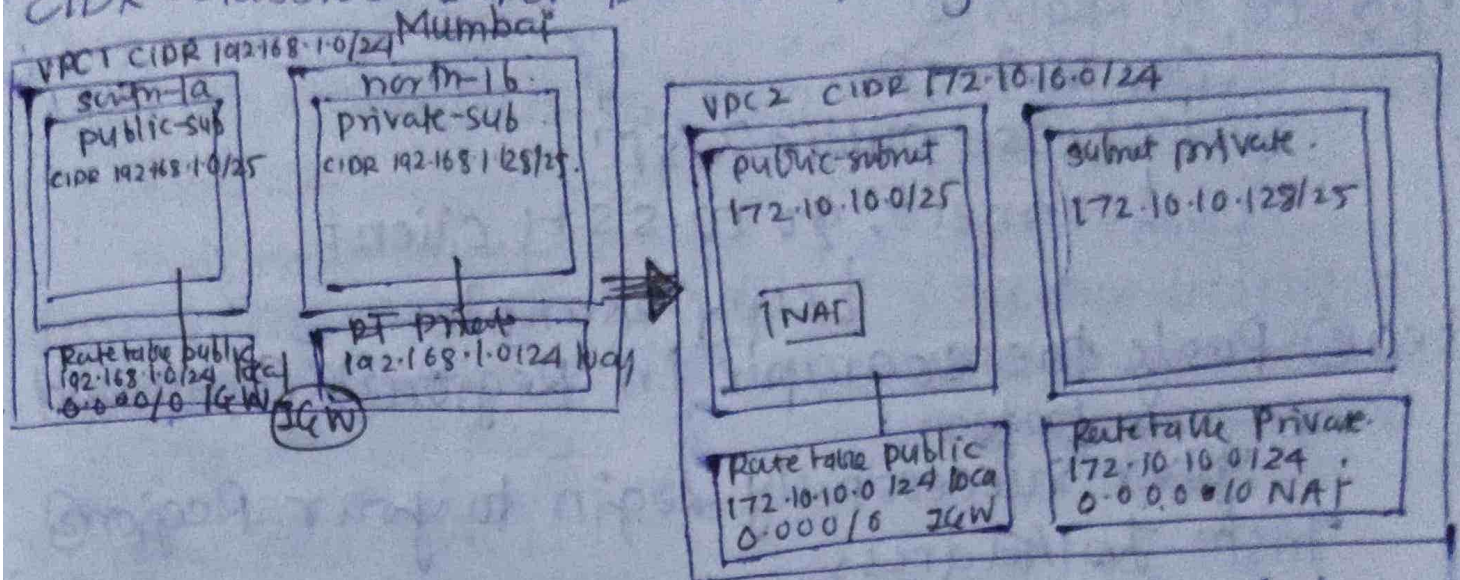 CIDR
Mumbai
VPC1 CIDR 192.168.1.0/24
-1a
public-sub
CIDR 192.168.1.0/25
north-1b.
private-sub
CIDR 192.168.1.128/25.
Route table public
192.168.1.0/24 local
0.0.0.0/0 IGW
RT private
192.168.1.0/24 local
IGW
VPC2 CIDR 172.10.10.0/24
public-subnet
172.10.10.0/25
1 NAT
subnet private.
172.10.10.128/25
Route table public
172.10.10.0/24 loca
0.0.0.0/0 IGW
Route table Private.
172.10.10.0/24
0.0.0.0/0 NAT